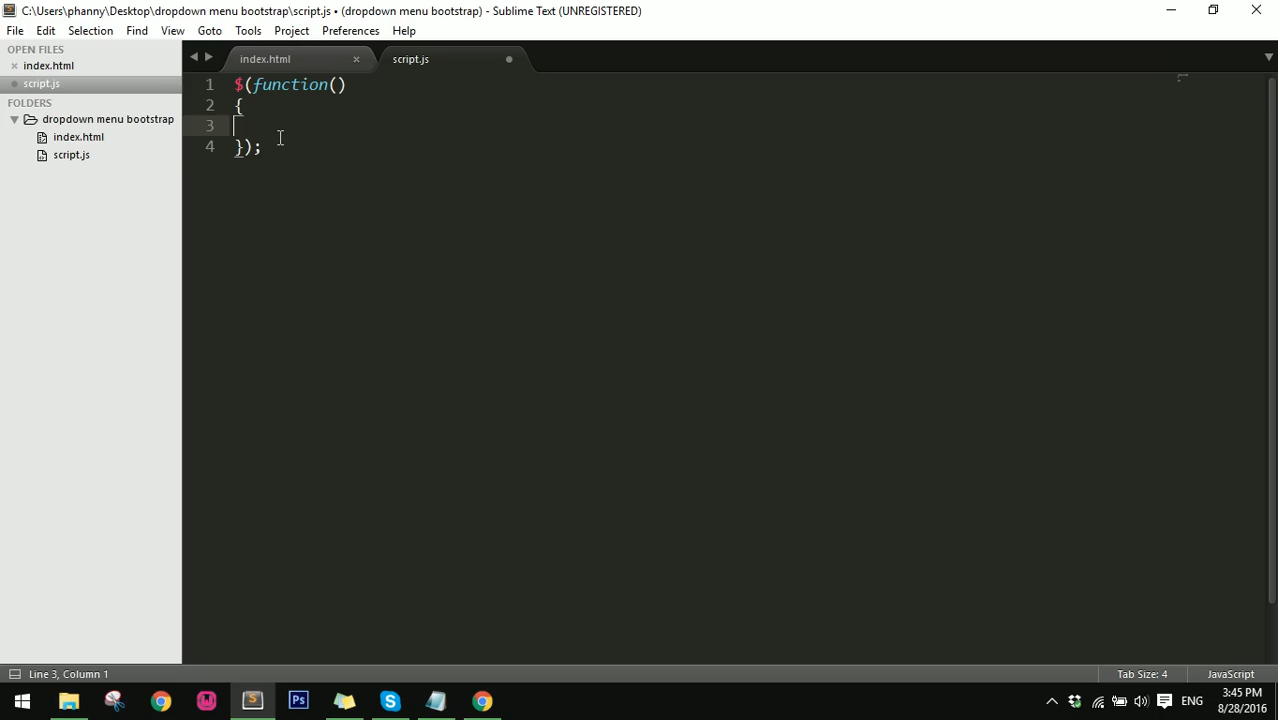 C:\Users\phanny\Desktop\dropdown menu bootstrap\script.js • (dropdown menu bootstrap) - Sublime Text (UNREGISTERED)
File Edit Selection Find View Goto Tools Project Preferences Help
OPEN FILES
index.html
script.js
FOLDERS
dropdown menu bootstrap
index.html
script.js
index.html script.js
1 $(function()
2 {
3
4 });
Line 3, Column 1 Tab Size: 4 JavaScript
S Ps S ENG
3:45 PM
8/28/2016